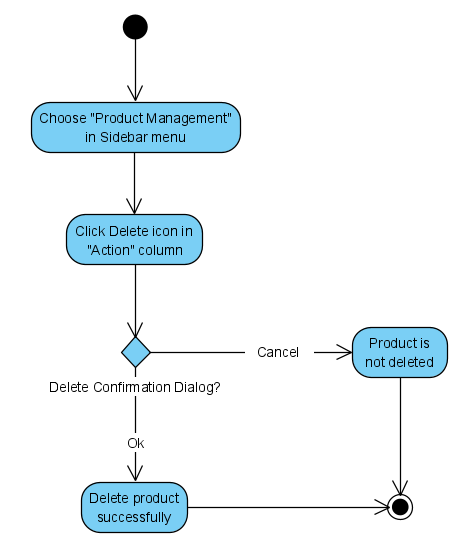 Choose "Product Management"
in Sidebar menu
Click Delete icon in
"Action" column
Cancel
Product is
not deleted
Delete Confirmation Dialog?
Ok
Delete product
successfully